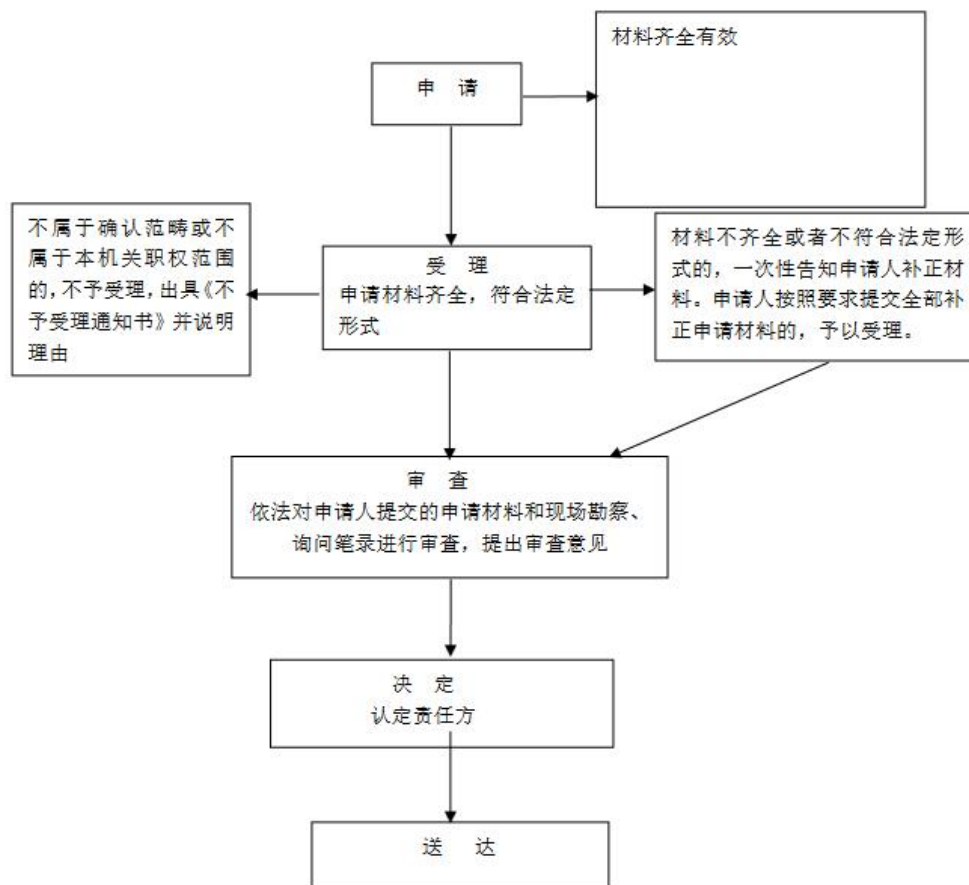 材料齐全有效
申 请
不属于确认范畴或不
属于本机关职权范围
的，不予受理，出具《不
予受理通知书》并说明
理由
受 理
申请材料齐全，符合法定
形式
材料不齐全或者不符合法定形
式的，一次性告知申请人补正材
料。申请人按照要求提交全部补
正申请材料的，予以受理。
审 查
依法对申请人提交的申请材料和现场勘察、
询问笔录进行审查，提出审查意见
决 定
认定责任方
送 达